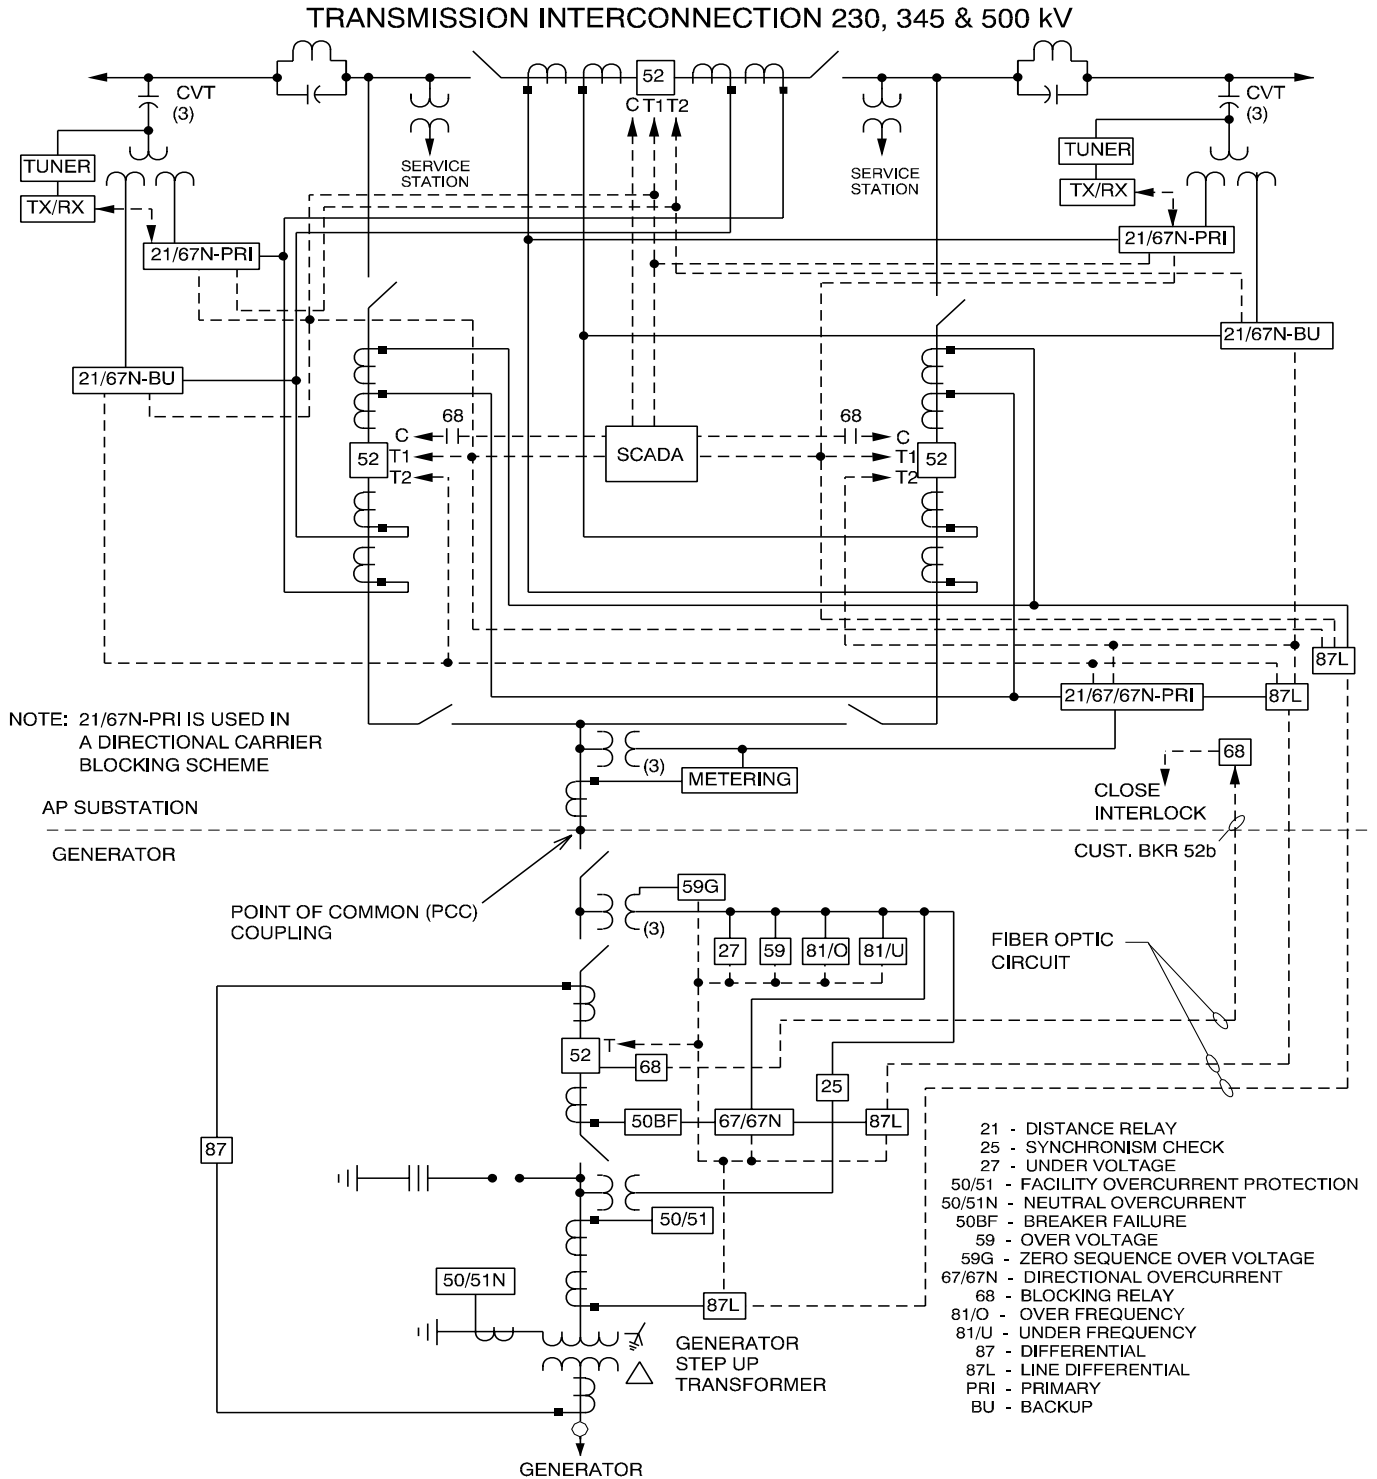 TRANSMISSION INTERCONNECTION 230, 345 & 500 kV
52
CVT
(3)
CVT
(3)
C T1 T2
TUNER
TUNER
SERVICE
STATION
SERVICE
STATION
TX/RX
TX/RX
21/67N-PRI
21/67N-PRI
21/67N-BU
21/67N-BU
68
68
C
C
52
T1
SCADA
T1
52
T2
T2
87L
21/67/67N-PRI
87L
NOTE: 21/67N-PRI IS USED IN
A DIRECTIONAL CARRIER
BLOCKING SCHEME
(3)
68
METERING
CLOSE
INTERLOCK
AP SUBSTATION
GENERATOR
CUST. BKR 52b
59G
POINT OF COMMON (PCC)
COUPLING
(3)
27
59
81/O
81/U
FIBER OPTIC
CIRCUIT
52
T
68
25
50BF
67/67N
87L
87
50/51
50/51N
87L
GENERATOR
STEP UP
TRANSFORMER
GENERATOR
21 - DISTANCE RELAY
25 - SYNCHRONISM CHECK
27 - UNDER VOLTAGE
50/51 - FACILITY OVERCURRENT PROTECTION
50/51N - NEUTRAL OVERCURRENT
50BF - BREAKER FAILURE
59 - OVER VOLTAGE
59G - ZERO SEQUENCE OVER VOLTAGE
67/67N - DIRECTIONAL OVERCURRENT
68 - BLOCKING RELAY
81/O - OVER FREQUENCY
81/U - UNDER FREQUENCY
87 - DIFFERENTIAL
87L - LINE DIFFERENTIAL
PRI - PRIMARY
BU - BACKUP